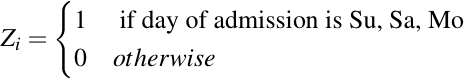 Z_i = { 1 if day of admission is Su, Sa, Mo
0 otherwise